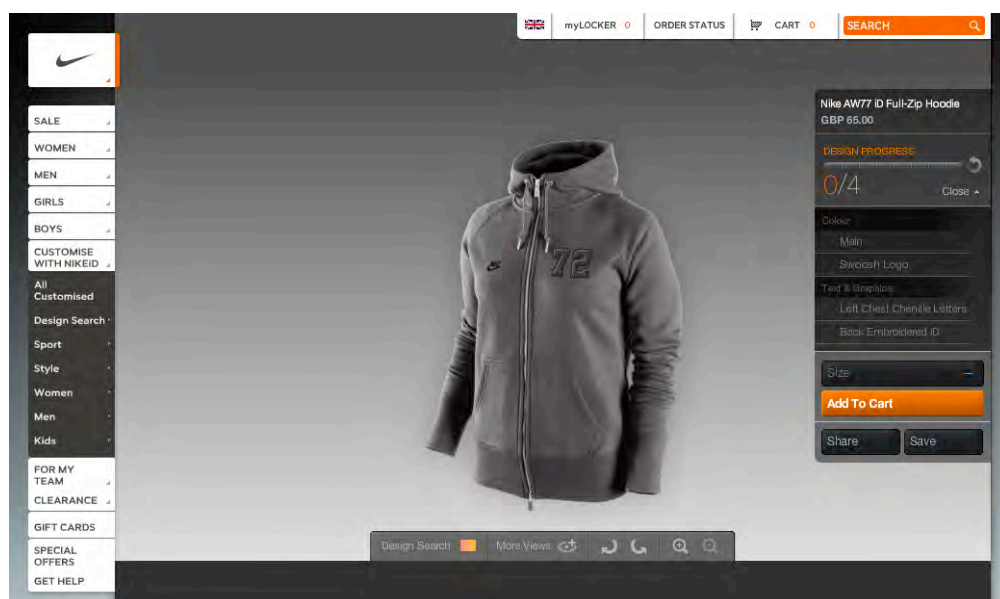 myLOCKER 0
ORDER STATUS
CART 0
SEARCH
SALE
WOMEN
MEN
GIRLS
BOYS
CUSTOMISE
WITH NIKEiD
All
Customised
Design Search
Sport
Style
Women
Men
Kids
FOR MY
TEAM
CLEARANCE
GIFT CARDS
SPECIAL
OFFERS
GET HELP
72
Nike AW77 iD Full-Zip Hoodie
GBP 65.00
DESIGN PROGRESS
0/4
Close
Colour
Main
Swoosh Logo
Text & Graphics
Left Chest Chenille Letters
Back Embroidered iD
Size
Add To Cart
Share
Save
Design Search
More Views